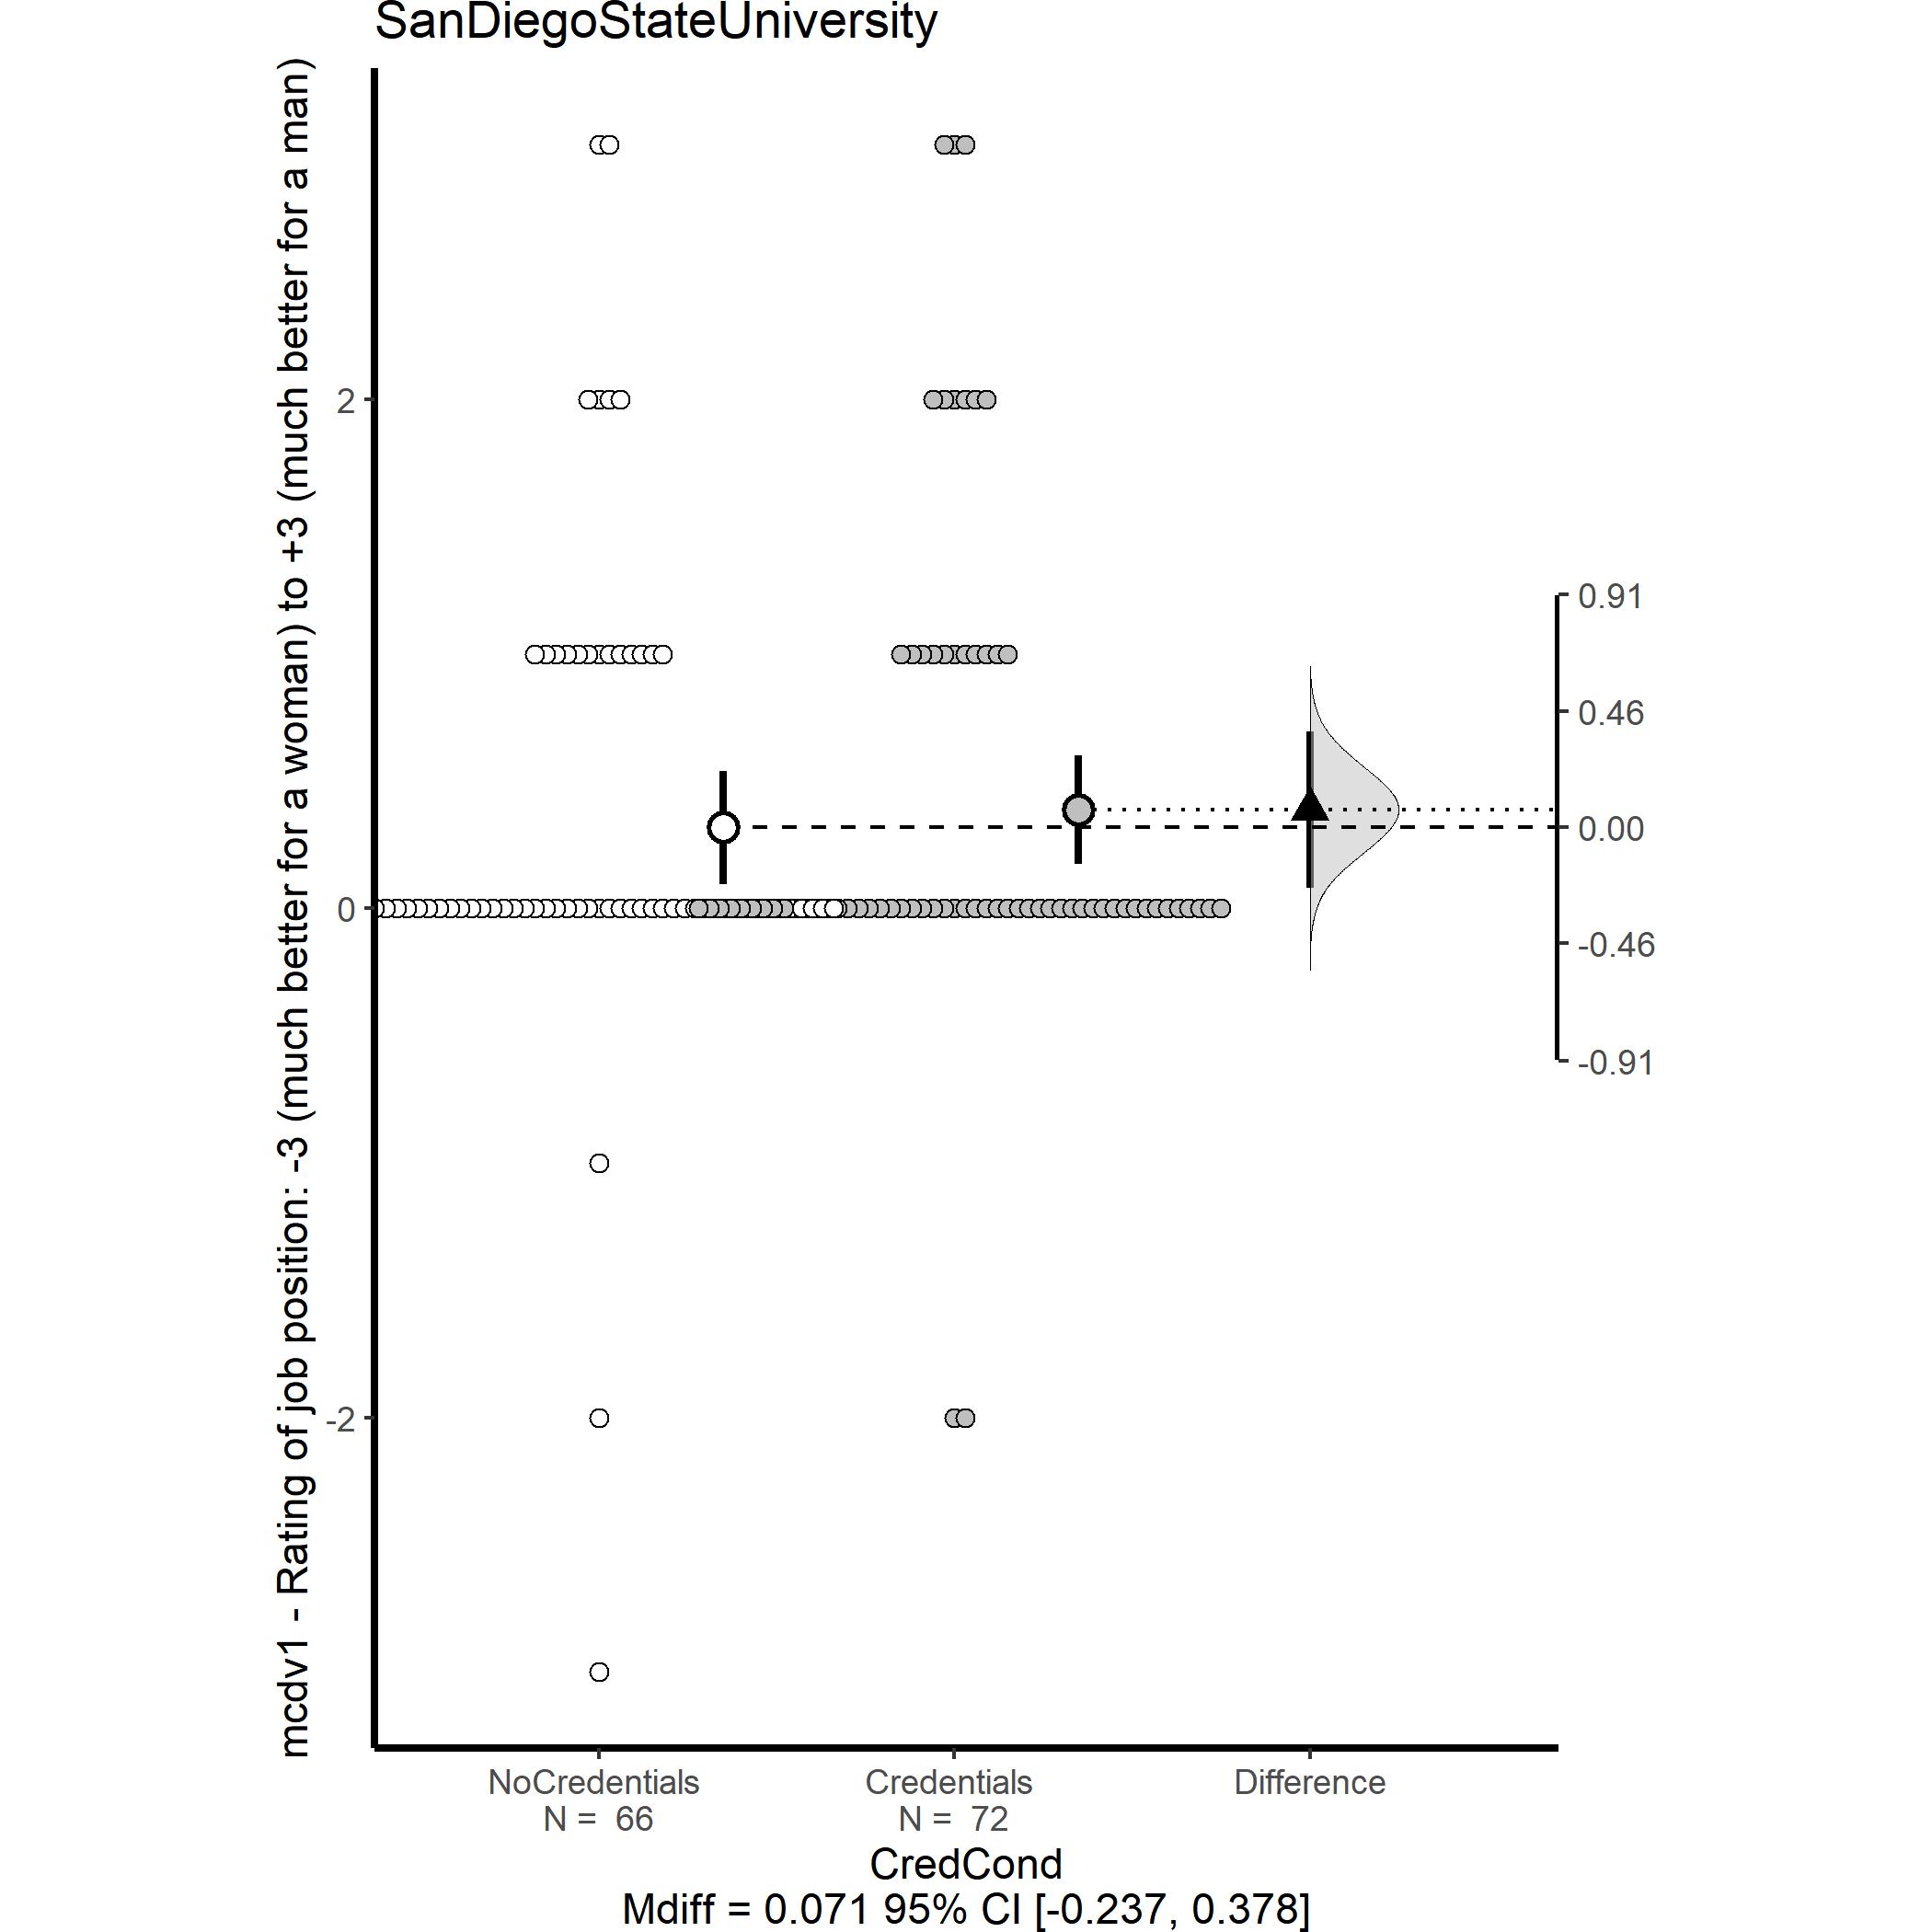 SanDiegoStateUniversity
mcdv1 - Rating of job position: -3 (much better for a woman) to +3 (much better for a man)
2
0
-2
0.91
0.46
0.00
-0.46
-0.91
NoCredentials
N =  66
Credentials
N =  72
Difference
CredCond
Mdiff = 0.071 95% CI [-0.237, 0.378]